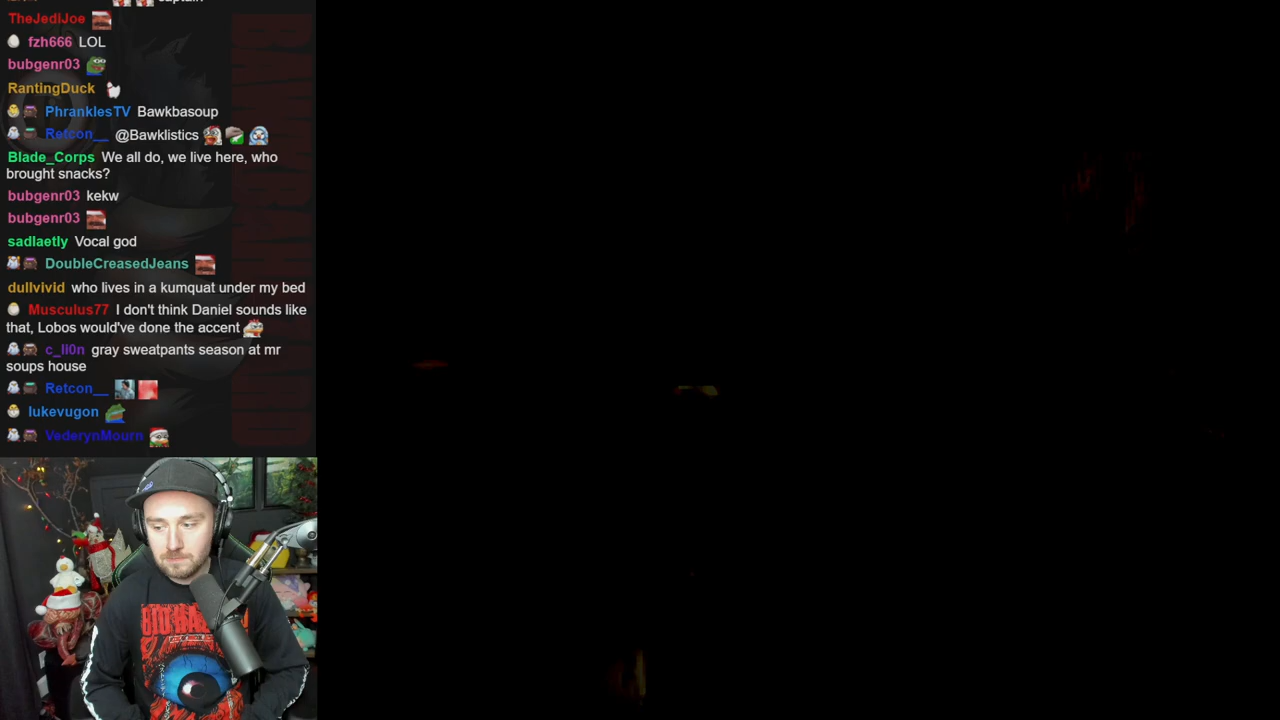 TheJediJoe
fzh666 LOL
bubgenr03
RantingDuck
PhranklesTV Bawkbasoup
Retcon__ @Bawklistics
Blade_Corps We all do, we live here, who
brought snacks?
bubgenr03 kekw
bubgenr03
sadlaetly Vocal god
DoubleCreasedJeans
dullvivid who lives in a kumquat under my bed
Musculus77 I don't think Daniel sounds like
that, Lobos would've done the accent
c_li0n gray sweatpants season at mr
soups house
Retcon__
lukevugon
VederynMourn